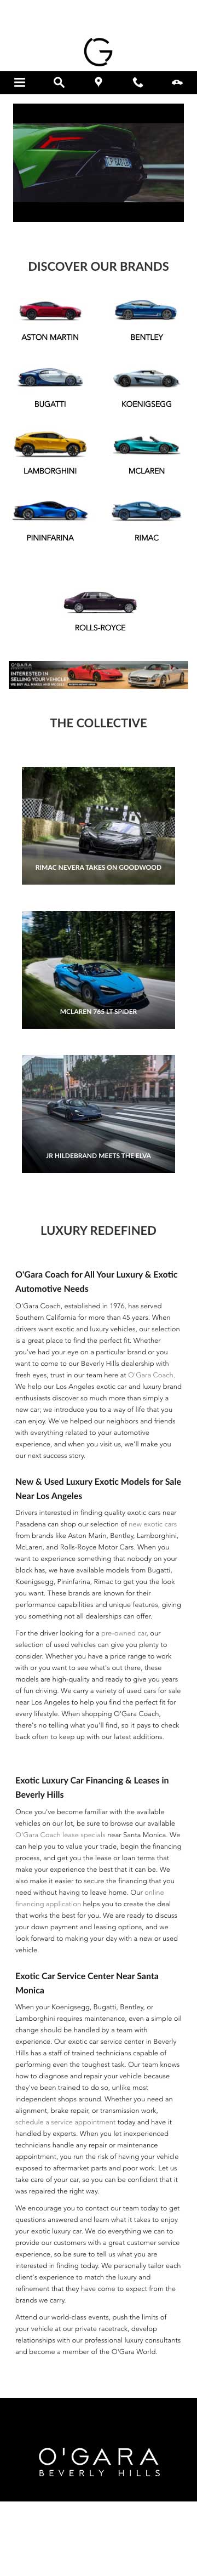 DISCOVER OUR BRANDS
ASTON MARTIN
BENTLEY
BUGATTI
KOENIGSEGG
LAMBORGHINI
MCLAREN
PININFARINA
RIMAC
ROLLS-ROYCE
O'GARA
INTERESTED IN
SELLING YOUR VEHICLE?
THE COLLECTIVE
RIMAC NEVERA TAKES ON GOODWOOD
MCLAREN 765 LT SPIDER
JR HILDEBRAND MEETS THE ELVA
LUXURY REDEFINED
O'Gara Coach for All Your Luxury & Exotic
Automotive Needs
O'Gara Coach, established in 1976, has served
Southern California for more than 45 years. When
drivers want exotic and luxury vehicles, our selection
is a great place to find the perfect fit. Whether
you've had your eye on a particular brand or you
want to come to our Beverly Hills dealership with
fresh eyes, trust in our team here at O'Gara Coach.
We help our Los Angeles exotic car and luxury brand
enthusiasts discover so much more than simply a
new car; we introduce you to a way of life that you
can enjoy. We've helped our neighbors and friends
with everything related to your automotive
experience, and when you visit us, we'll make you
our next success story.
New & Used Luxury Exotic Models for Sale
Near Los Angeles
Drivers interested in finding quality exotic cars near
Pasadena can shop our selection of new exotic cars
from brands like Aston Marin, Bentley, Lamborghini,
McLaren, and Rolls-Royce Motor Cars. When you
want to experience something that nobody on your
block has, we have available models from Bugatti,
Koenigsegg, Pininfarina, Rimac to get you the look
you want. These brands are known for their
performance capabilities and unique features, giving
you something not all dealerships can offer.
For the driver looking for a pre-owned car, our
selection of used vehicles can give you plenty to
consider. Whether you have a price range to work
with or you want to see what's out there, these
models are high-quality and ready to give you years
of fun driving. We carry a variety of used cars for sale
near Los Angeles to help you find the perfect fit for
every lifestyle. When shopping O'Gara Coach,
there's no telling what you'll find, so it pays to check
back often to keep up with our latest additions.
Exotic Luxury Car Financing & Leases in
Beverly Hills
Once you've become familiar with the available
vehicles on our lot, be sure to browse our available
O'Gara Coach lease specials near Santa Monica. We
can help you to value your trade, begin the financing
process, and get you the lease or loan terms that
make your experience the best that it can be. We
also make it easier to secure the financing that you
need without having to leave home. Our online
financing application helps you to create the deal
that works the best for you. We are ready to discuss
your down payment and leasing options, and we
look forward to making your day with a new or used
vehicle.
Exotic Car Service Center Near Santa
Monica
When your Koenigsegg, Bugatti, Bentley, or
Lamborghini requires maintenance, even a simple oil
change should be handled by a team with
experience. Our exotic car service center in Beverly
Hills has a staff of trained technicians capable of
performing even the toughest task. Our team knows
how to diagnose and repair your vehicle because
they've been trained to do so, unlike most
independent shops around. Whether you need an
alignment, brake repair, or transmission work,
schedule a service appointment today and have it
handled by experts. When you let inexperienced
technicians handle any repair or maintenance
appointment, you run the risk of having your vehicle
exposed to aftermarket parts and poor work. Let us
take care of your car, so you can be confident that it
was repaired the right way.
We encourage you to contact our team today to get
questions answered and learn what it takes to enjoy
your exotic luxury car. We do everything we can to
provide our customers with a great customer service
experience, so be sure to tell us what you are
interested in finding today. We personally tailor each
client's experience to match the luxury and
refinement that they have come to expect from the
brands we carry.
Attend our world-class events, push the limits of
your vehicle at our private racetrack, develop
relationships with our professional luxury consultants
and become a member of the O'Gara World.
O'GARA
BEVERLY HILLS